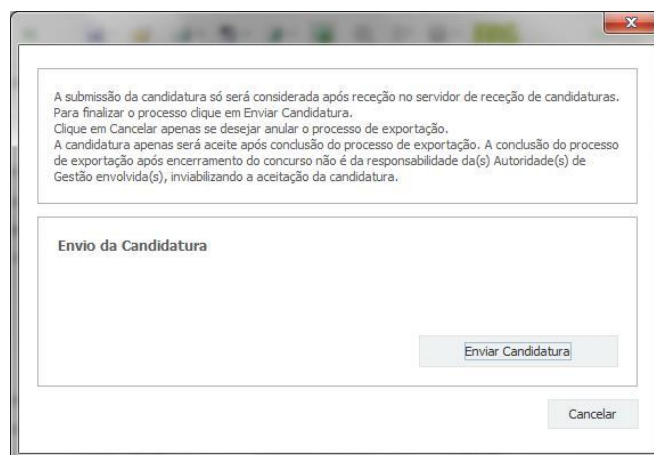 A submissão da candidatura só será considerada após receção no servidor de receção de candidaturas.
Para finalizar o processo clique em Enviar Candidatura.
Clique em Cancelar apenas se desejar anular o processo de exportação.
A candidatura apenas será aceite após conclusão do processo de exportação. A conclusão do processo
de exportação após encerramento do concurso não é da responsabilidade da(s) Autoridade(s) de
Gestão envolvida(s), inviabilizando a aceitação da candidatura.
Envio da Candidatura
Enviar Candidatura
Cancelar